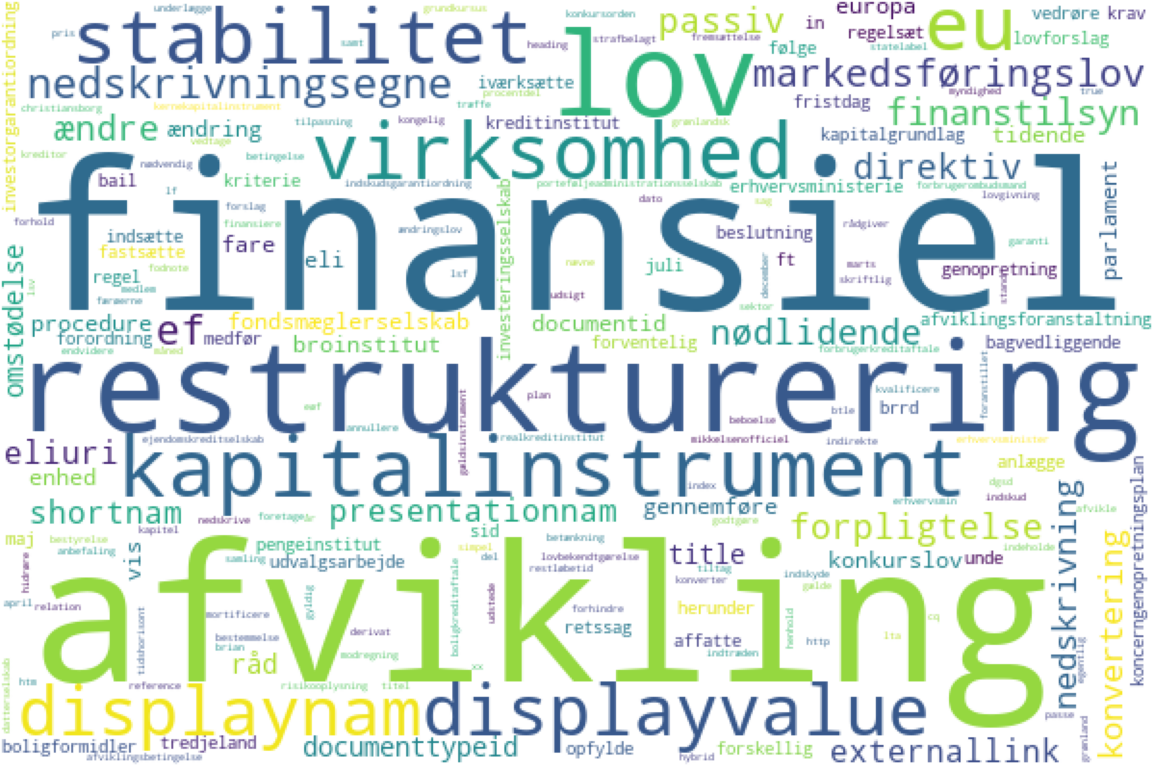 underlægge
grundkursus
konkursorden
europa
vedrøre krav
pris
stabilitet
samt
heading
strafbelagt
passiv
in
regelsæt
eu
lovforslag
fremsættelse
statelabel
følge
nedskrivningsegne
iværksætte
lov
markedsføringslov
procentdel
myndighed
true
christiansborg
kernekapitalinstrument
træffe
fristdag
finanstilsyn
investorgarantiordning
ændre
ændring
tilpasning
kongelig
kreditinstitut
grønlandsk
kapitalgrundlag
tidende
vedtage
kreditor
nødvendig
betingelse
virksomhed
direktiv
bail
lf
kriterie
indskudsgarantiordning
porteføljeadministrationsselskab
erhvervsministerie
forbrugerombudsmand
lovgivning
parlament
finansiel
forhold
forslag
finansiere
dato
sag
rådgiver
indsætte
fare
ændringslov
beslutning
garanti
fastsætte
eli
investeringsselskab
omstødelse
regel
fodnote
medlem
færøerne
lsf
nævne
juli
ft
marts
skriftlig
genopretning
december
stand
lsv
udsigt
sektor
procedure
ef
fondsmæglerselskab
documentid
nødlidende
afviklingsforanstaltning
forordning
medfør
broinstitut
forventelig
forbrugerkreditaftale
bagvedliggende
endvidere
måned
restrukturering
foranstillet
plan
kvalificere
brrd
eøf
annullere
gældsinstrument
beboelse
btle
eliuri
ejendomskreditselskab
realkreditinstitut
mikkelsenofficiel
indirekte
erhvervsminister
enhed
kapitalinstrument
anlægge
dgsd
indskud
index
shortnam
nedskrive
foretage
år
presentationnam
gennemføre
erhvervsmin
afvikle
koncerngenopretningsplan
maj
bestyrelse
kapitel
sid
godtgøre
forpligtelse
nedskrivning
anbefaling
vis
pengeinstitut
simpel
betænkning
title
indeholde
samling
udvalgsarbejde
del
lovbekendtgørelse
tiltag
konkurslov
unde
hidrøre
restløbetid
konverter
indskyde
konvertering
afvikling
april
relation
mortificere
gyldig
boligkreditaftale
udstede
forhindre
herunder
gælde
henhold
tidshorisont
bestemmelse
derivat
retssag
affatte
http
lta
cq
brian
råd
modregning
indtræden
egentlig
htm
reference
risikooplysning
titel
xx
datterselskab
displaynam
displayvalue
passe
grønland
boligformidler
tredjeland
documenttypeid
opfylde
forskellig
externallink
afviklingsbetingelse
hybrid